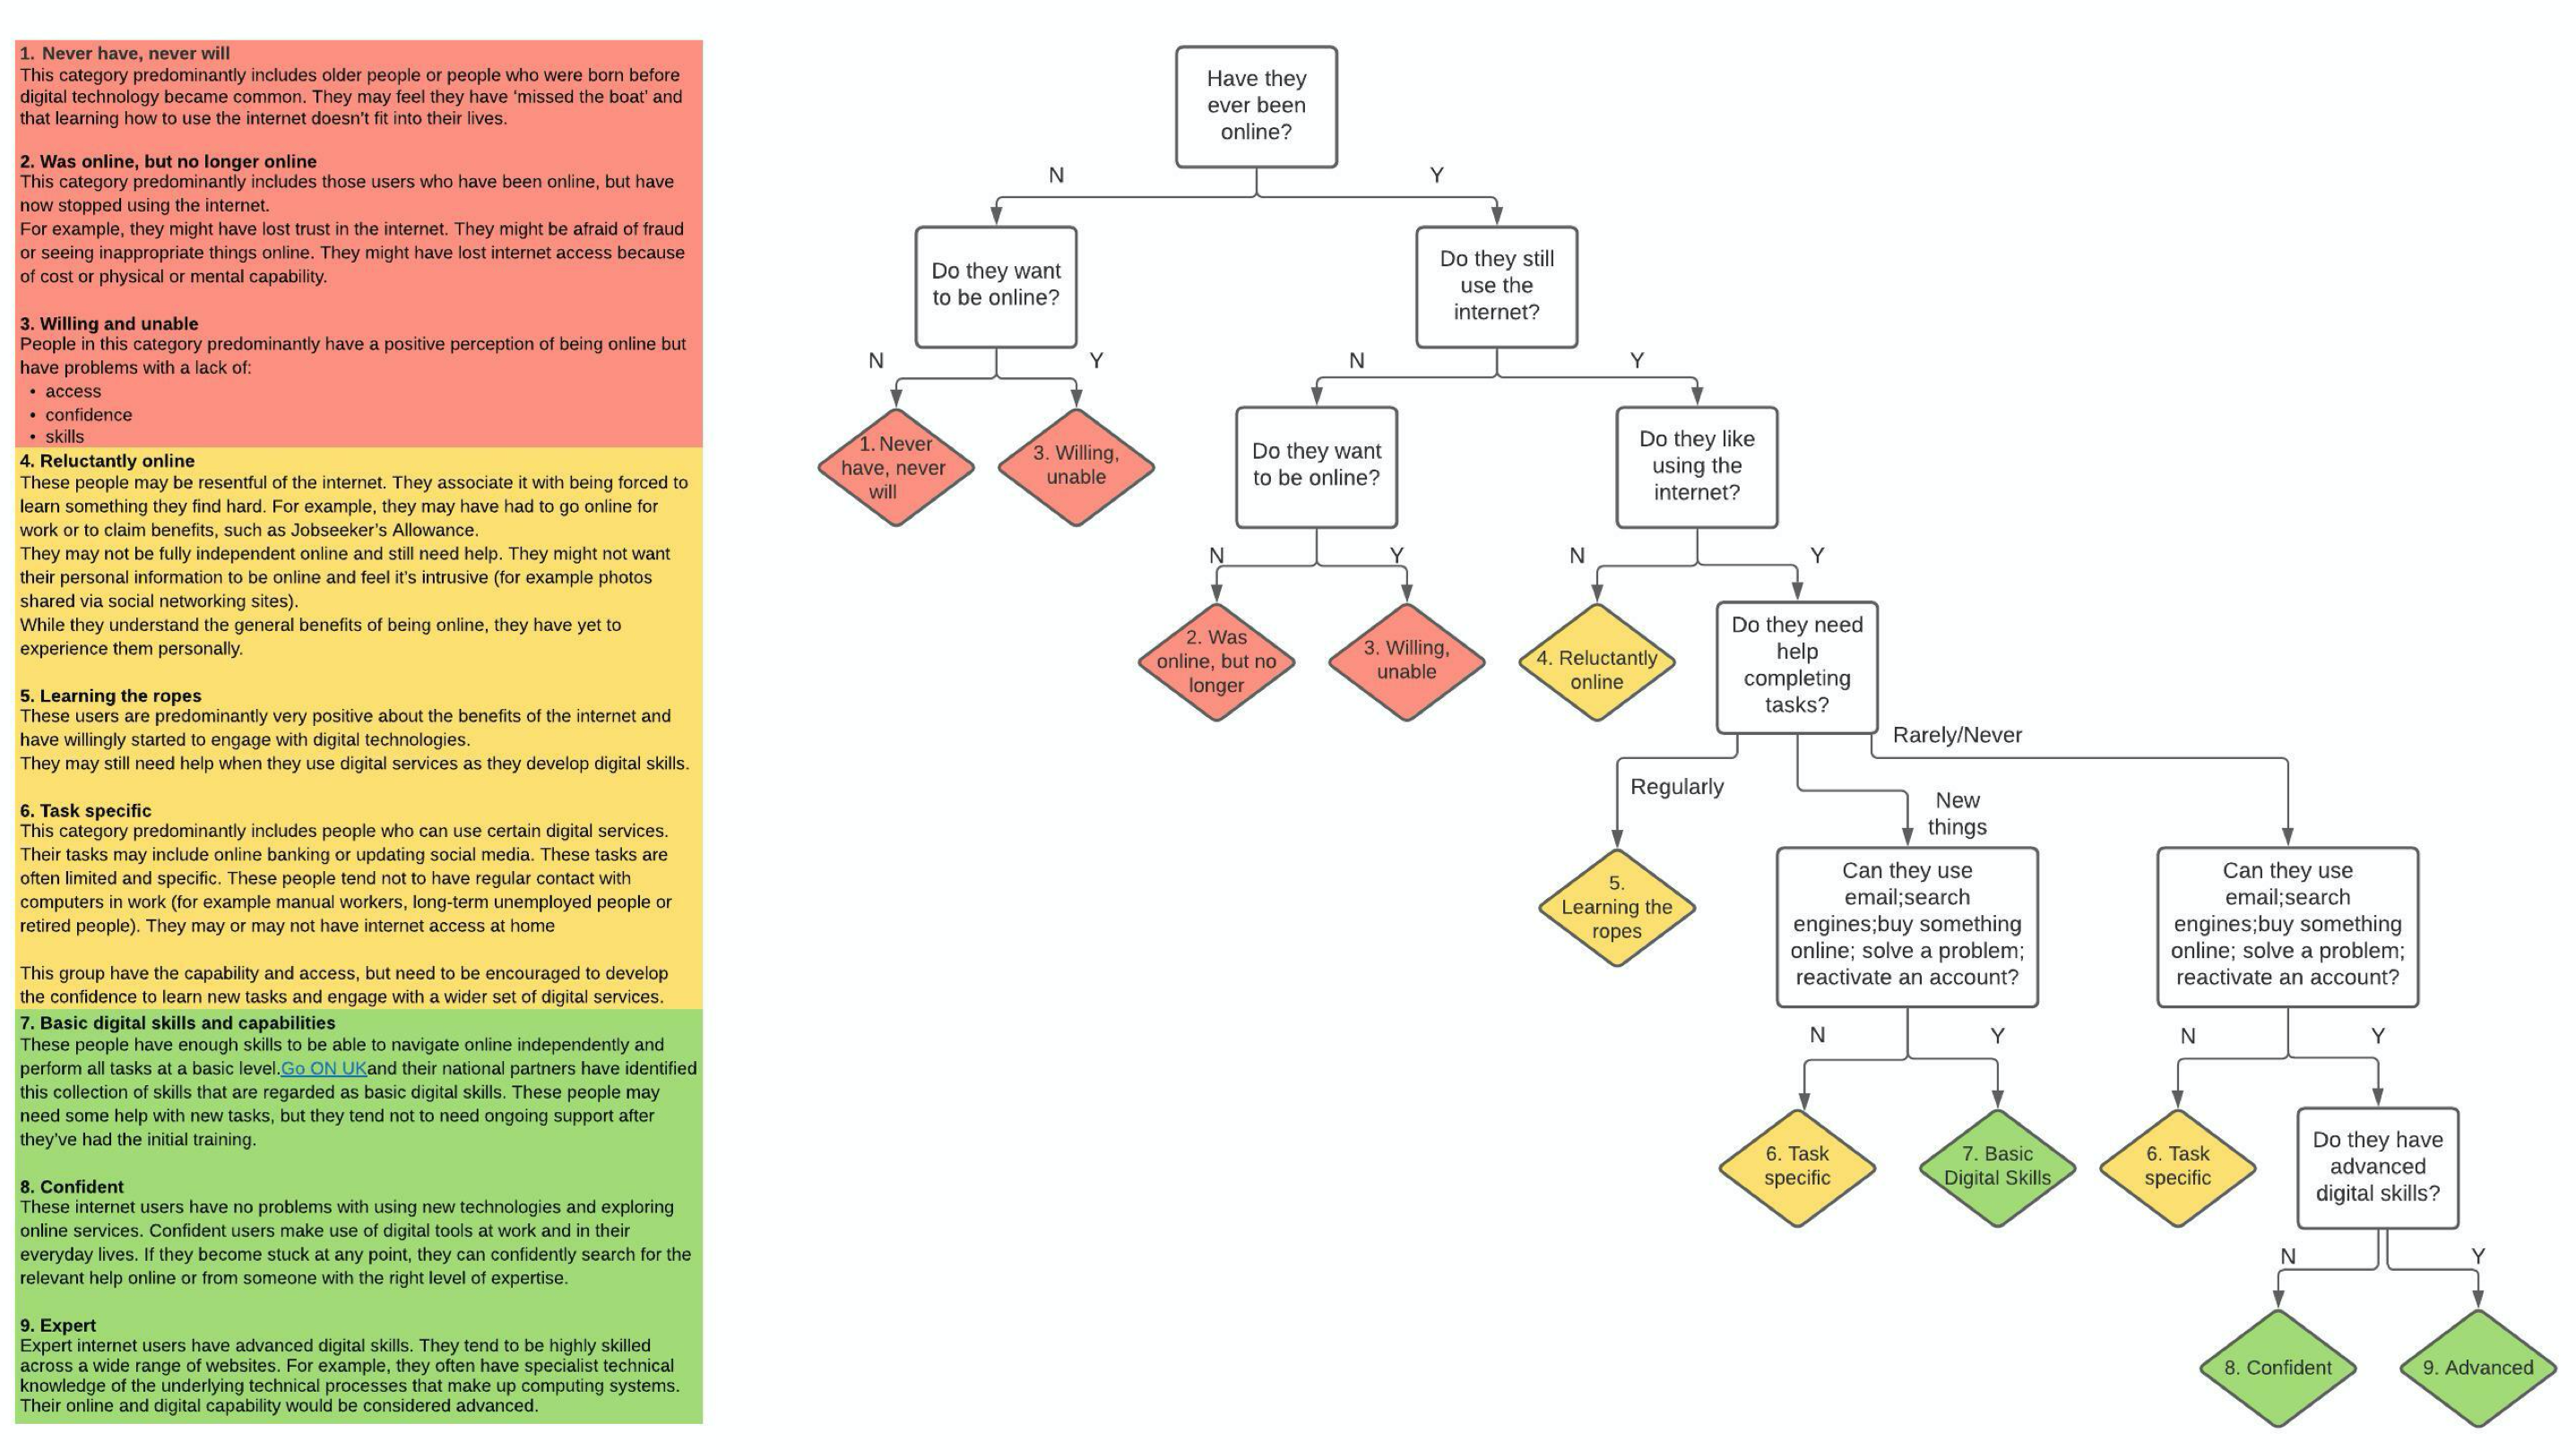 1. Never have, never will
This category predominantly includes older people or people who were born before
digital technology became common. They may feel they have ‘missed the boat’ and
that learning how to use the internet doesn’t fit into their lives.
2. Was online, but no longer online
This category predominantly includes those users who have been online, but have
now stopped using the internet.
For example, they might have lost trust in the internet. They might be afraid of fraud
or seeing inappropriate things online. They might have lost internet access because
of cost or physical or mental capability.
3. Willing and unable
People in this category predominantly have a positive perception of being online but
have problems with a lack of:
• access
• confidence
• skills
4. Reluctantly online
These people may be resentful of the internet. They associate it with being forced to
learn something they find hard. For example, they may have had to go online for
work or to claim benefits, such as Jobseeker’s Allowance.
They may not be fully independent online and still need help. They might not want
their personal information to be online and feel it’s intrusive (for example photos
shared via social networking sites).
While they understand the general benefits of being online, they have yet to
experience them personally.
5. Learning the ropes
These users are predominantly very positive about the benefits of the internet and
have willingly started to engage with digital technologies.
They may still need help when they use digital services as they develop digital skills.
6. Task specific
This category predominantly includes people who can use certain digital services.
Their tasks may include online banking or updating social media. These tasks are
often limited and specific. These people tend not to have regular contact with
computers in work (for example manual workers, long-term unemployed people or
retired people). They may or may not have internet access at home
This group have the capability and access, but need to be encouraged to develop
the confidence to learn new tasks and engage with a wider set of digital services.
7. Basic digital skills and capabilities
These people have enough skills to be able to navigate online independently and
perform all tasks at a basic level.Go ON UKand their national partners have identified
this collection of skills that are regarded as basic digital skills. These people may
need some help with new tasks, but they tend not to need ongoing support after
they’ve had the initial training.
8. Confident
These internet users have no problems with using new technologies and exploring
online services. Confident users make use of digital tools at work and in their
everyday lives. If they become stuck at any point, they can confidently search for the
relevant help online or from someone with the right level of expertise.
9. Expert
Expert internet users have advanced digital skills. They tend to be highly skilled
across a wide range of websites. For example, they often have specialist technical
knowledge of the underlying technical processes that make up computing systems.
Their online and digital capability would be considered advanced.
Have they
ever been
online?
N
Y
Do they want
to be online?
Do they still
use the
internet?
N
Y
N
Y
1. Never
have, never
will
3. Willing,
unable
Do they want
to be online?
Do they like
using the
internet?
N
Y
N
Y
2. Was
online, but no
longer
3. Willing,
unable
4. Reluctantly
online
Do they need
help
completing
tasks?
Regularly
New
things
Rarely/Never
5.
Learning the
ropes
Can they use
email;search
engines;buy something
online; solve a problem;
reactivate an account?
Can they use
email;search
engines;buy something
online; solve a problem;
reactivate an account?
N
Y
N
Y
6. Task
specific
7. Basic
Digital Skills
6. Task
specific
Do they have
advanced
digital skills?
N
Y
8. Confident
9. Advanced